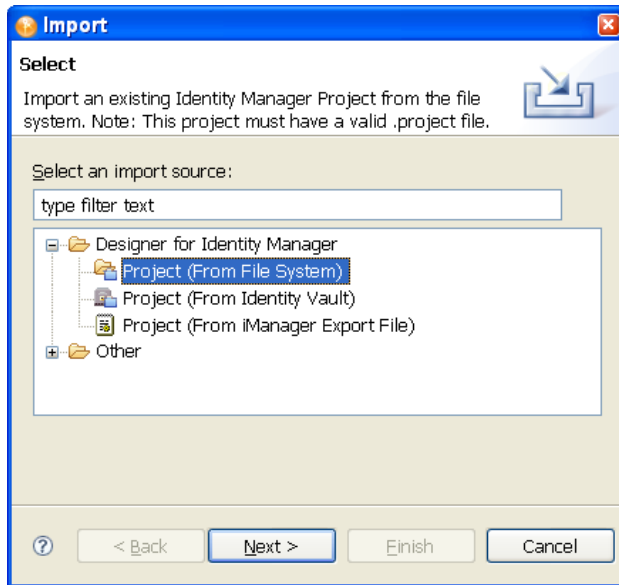 Import
Select
Import an existing Identity Manager Project from the file
system. Note: This project must have a valid .project file.
Select an import source:
type filter text
Designer for Identity Manager
Project (From File System)
Project (From Identity Vault)
Project (From iManager Export File)
Other
? < Back Next > Finish Cancel